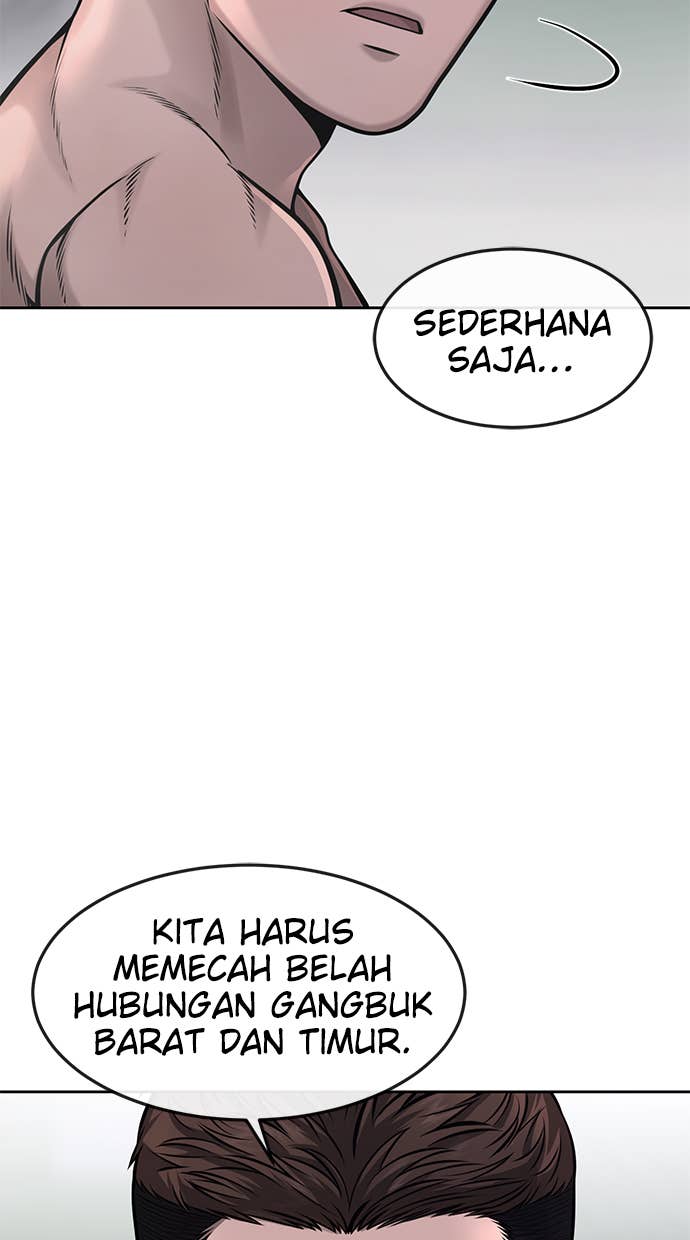 SEDERHANA
SAJA...
KITA HARUS
MEMECAH BELAH
HUBUNGAN GANGBUK
BARAT DAN TIMUR.